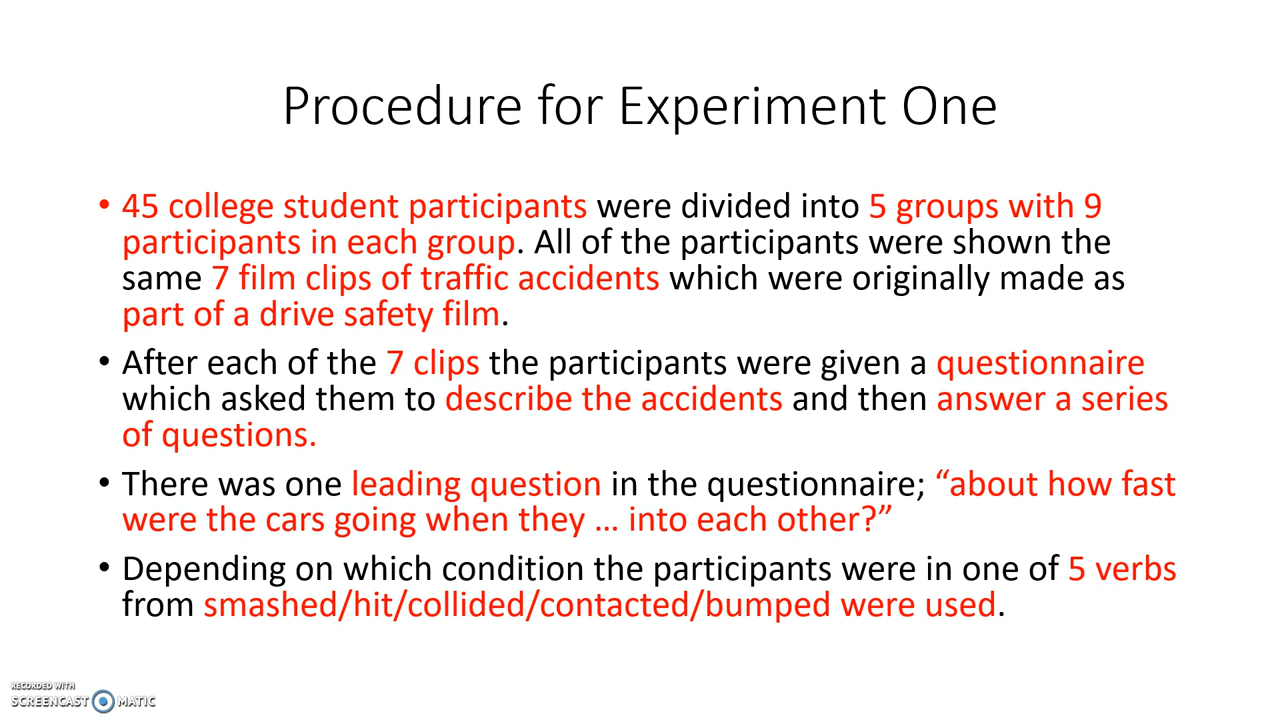 Procedure for Experiment One
• 45 college student participants were divided into 5 groups with 9
participants in each group. All of the participants were shown the
same 7 film clips of traffic accidents which were originally made as
part of a drive safety film.
• After each of the 7 clips the participants were given a questionnaire
which asked them to describe the accidents and then answer a series
of questions.
• There was one leading question in the questionnaire; “about how fast
were the cars going when they … into each other?”
• Depending on which condition the participants were in one of 5 verbs
from smashed/hit/collided/contacted/bumped were used.
RECORDED WITH
SCREENCAST MATIC